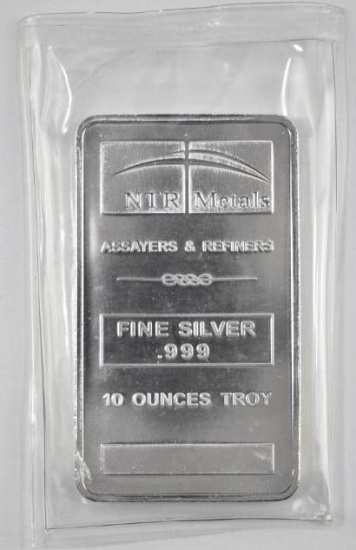 NTR Metals
ASSAYERS & REFINERS
FINE SILVER
.999
10 OUNCES TROY